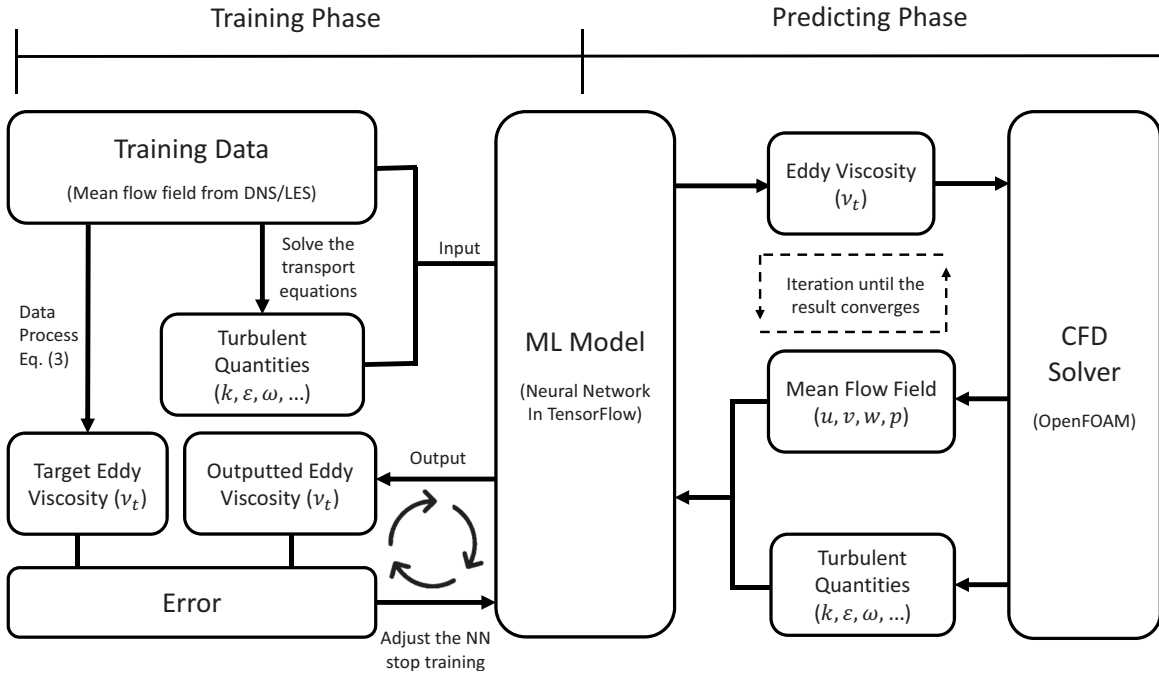 Training Phase
Predicting Phase
Training Data
(Mean flow field from DNS/LES)
Solve the
transport
equations
Input
Data
Process
Eq. (3)
Turbulent
Quantities
(k, ε, ω, ...)
Target Eddy
Viscosity (ν_t)
Outputted Eddy
Viscosity (ν_t)
Output
Error
Adjust the NN
stop training
ML Model
(Neural Network
In TensorFlow)
Eddy Viscosity
(ν_t)
Iteration until the
result converges
Mean Flow Field
(u, v, w, p)
Turbulent
Quantities
(k, ε, ω, ...)
CFD
Solver
(OpenFOAM)